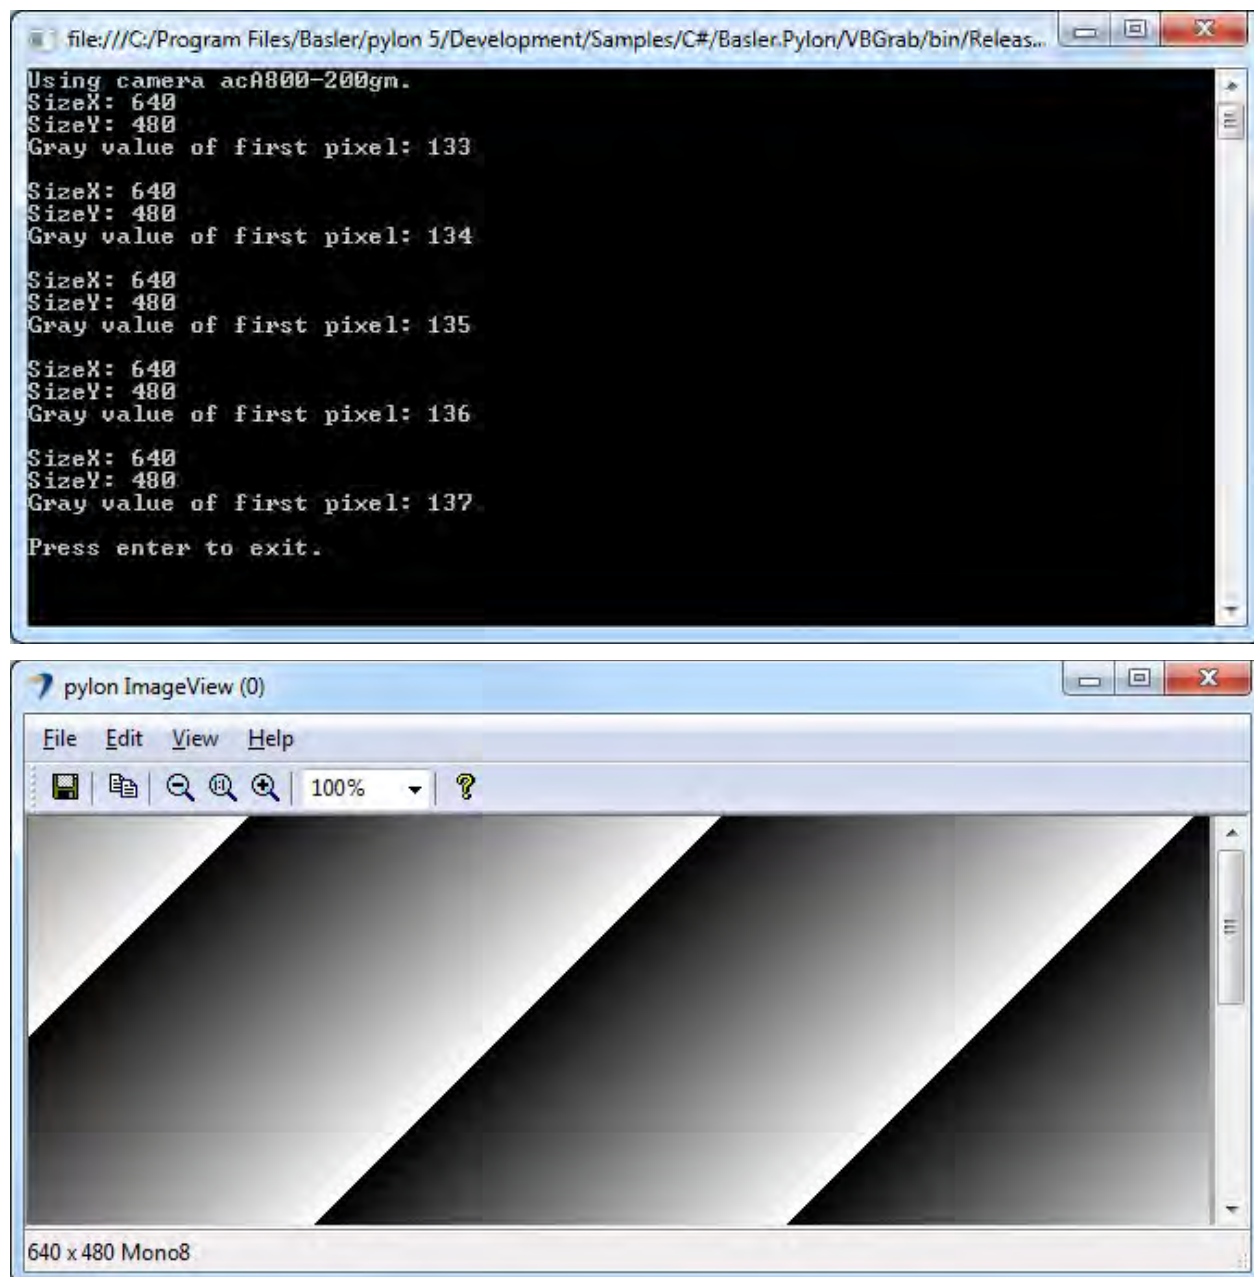 file:///C:/Program Files/Basler/pylon 5/Development/Samples/C#/Basler.Pylon/VBGrab/bin/Releas...
Using camera acA800-200gm.
SizeX: 640
SizeY: 480
Gray value of first pixel: 133
SizeX: 640
SizeY: 480
Gray value of first pixel: 134
SizeX: 640
SizeY: 480
Gray value of first pixel: 135
SizeX: 640
SizeY: 480
Gray value of first pixel: 136
SizeX: 640
SizeY: 480
Gray value of first pixel: 137
Press enter to exit.
pylon ImageView (0)
File Edit View Help
100%
640 x 480 Mono8